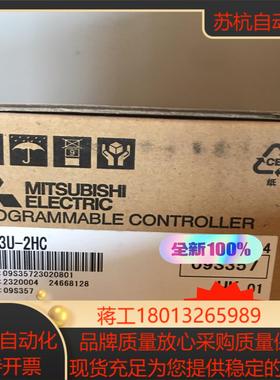 苏杭自动
CE
MITSUBISHI
ELECTRIC
PROGRAMMABLE CONTROLLER
3U-2HC
全新100%
:09S35723020801
:2320004 24668128
:09S357
09S357
01
蒋工18013265989
自动化 品牌质量放心采购质量
开票 现货充足为您提供稳定的